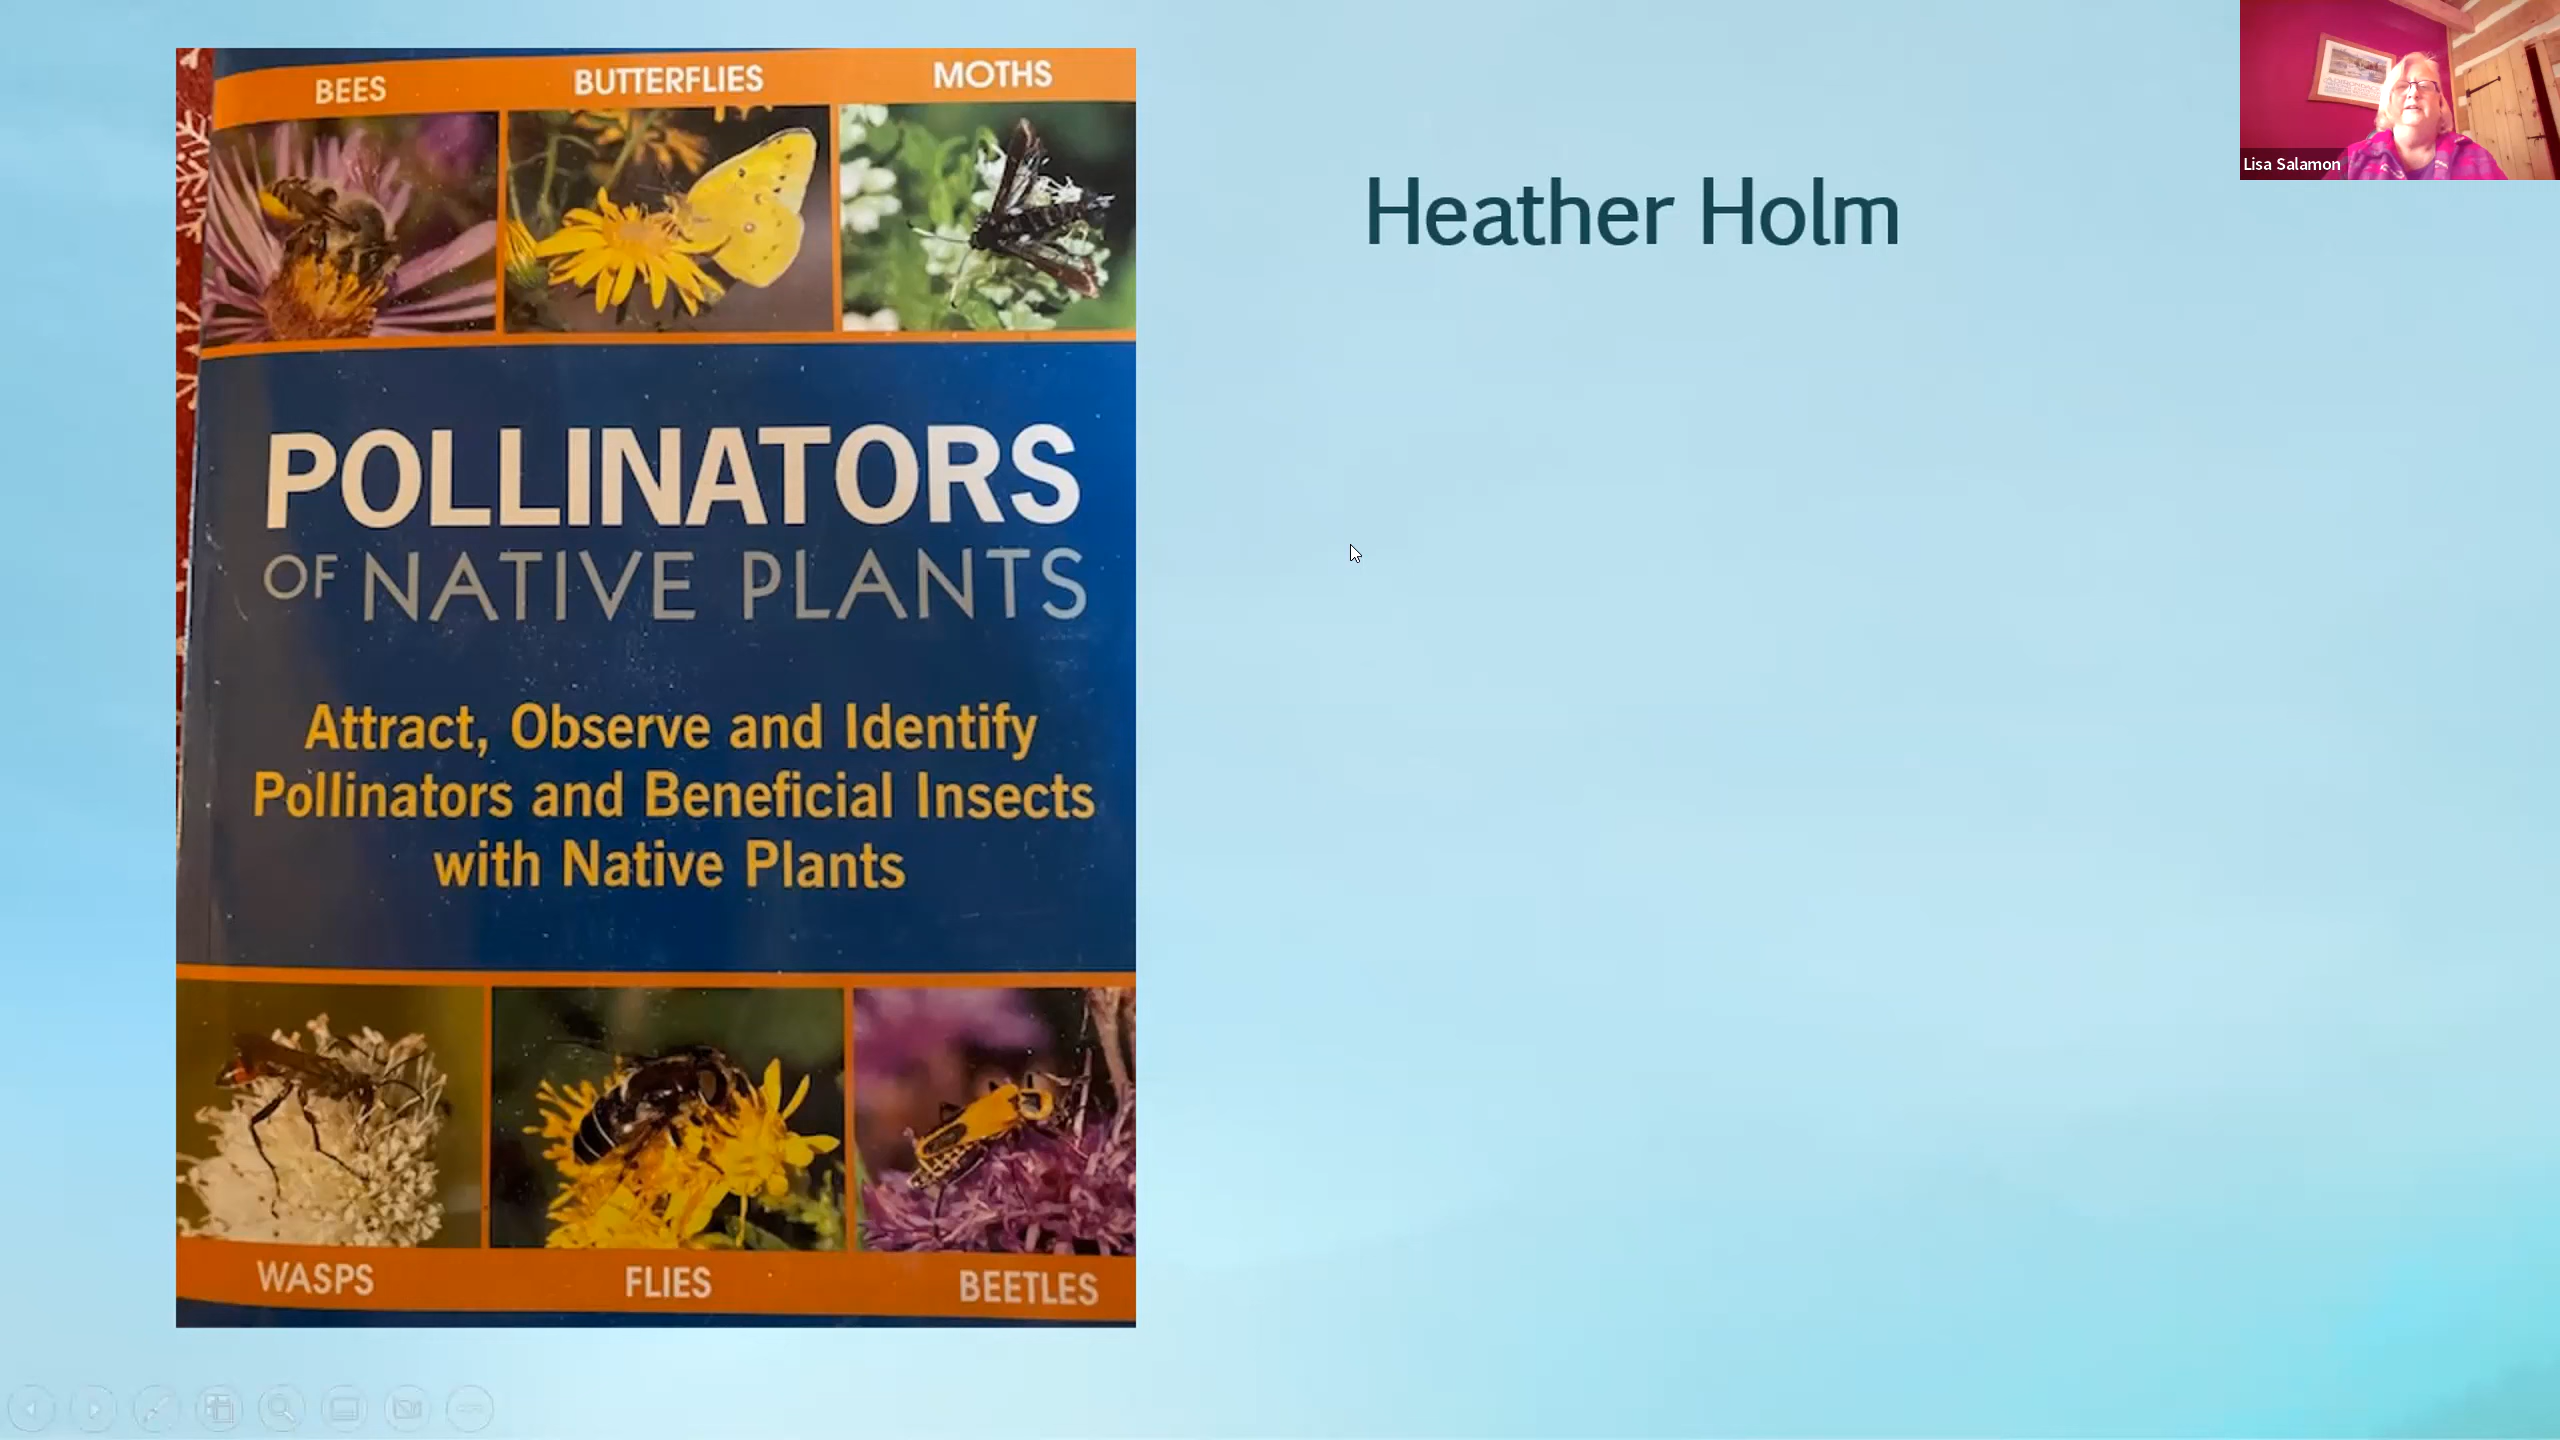 BEES BUTTERFLIES MOTHS
POLLINATORS
OF NATIVE PLANTS
Attract, Observe and Identify
Pollinators and Beneficial Insects
with Native Plants
WASPS FLIES BEETLES
Heather Holm
Lisa Salamon